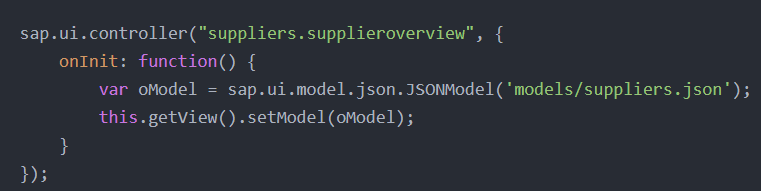 sap.ui.controller("suppliers.supplieroverview", {
    onInit: function() {
        var oModel = sap.ui.model.json.JSONModel('models/suppliers.json');
        this.getView().setModel(oModel);
    }
});